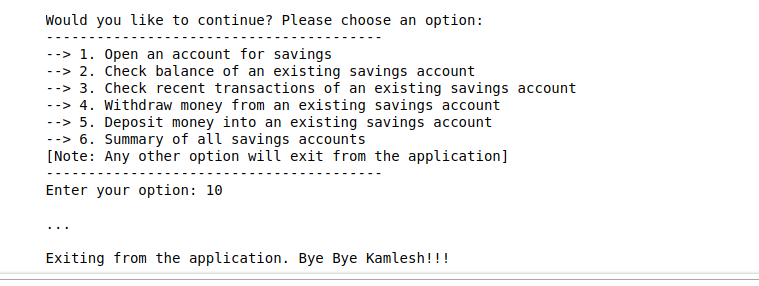 Would you like to continue? Please choose an option:
----------------------------------------
--> 1. Open an account for savings
--> 2. Check balance of an existing savings account
--> 3. Check recent transactions of an existing savings account
--> 4. Withdraw money from an existing savings account
--> 5. Deposit money into an existing savings account
--> 6. Summary of all savings accounts
[Note: Any other option will exit from the application]
----------------------------------------
Enter your option: 10
...
Exiting from the application. Bye Bye Kamlesh!!!